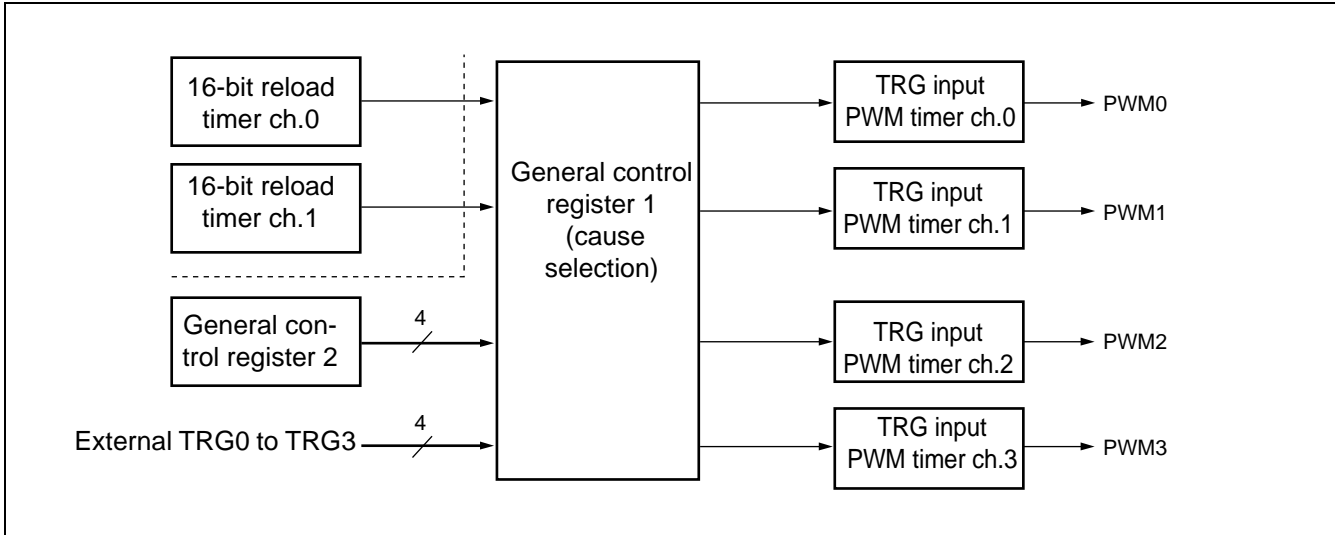 16-bit reload
timer ch.0
16-bit reload
timer ch.1
General con-
trol register 2
4
External TRG0 to TRG3
4
General control
register 1
(cause
selection)
TRG input
PWM timer ch.0
PWM0
TRG input
PWM timer ch.1
PWM1
TRG input
PWM timer ch.2
PWM2
TRG input
PWM timer ch.3
PWM3